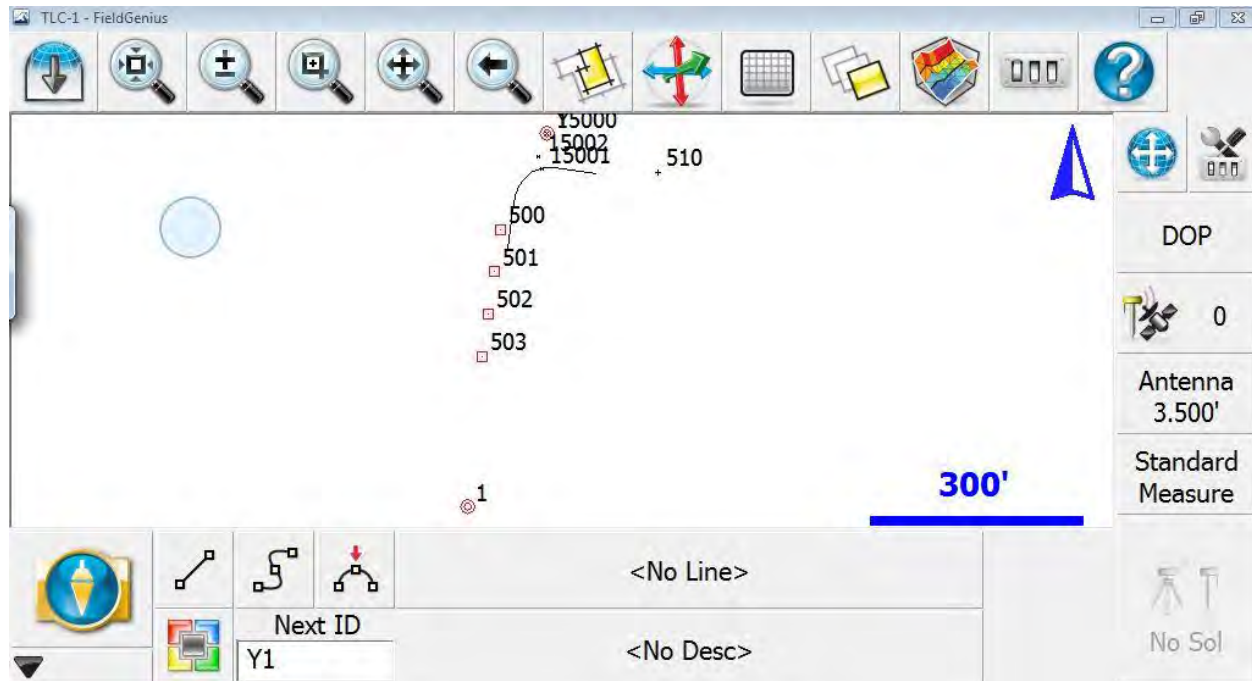 TLC-1 - FieldGenius
15000
15002
15001
510
500
501
502
503
1
300'
DOP
0
Antenna
3.500'
Standard
Measure
No Sol
<No Line>
Next ID
Y1
<No Desc>